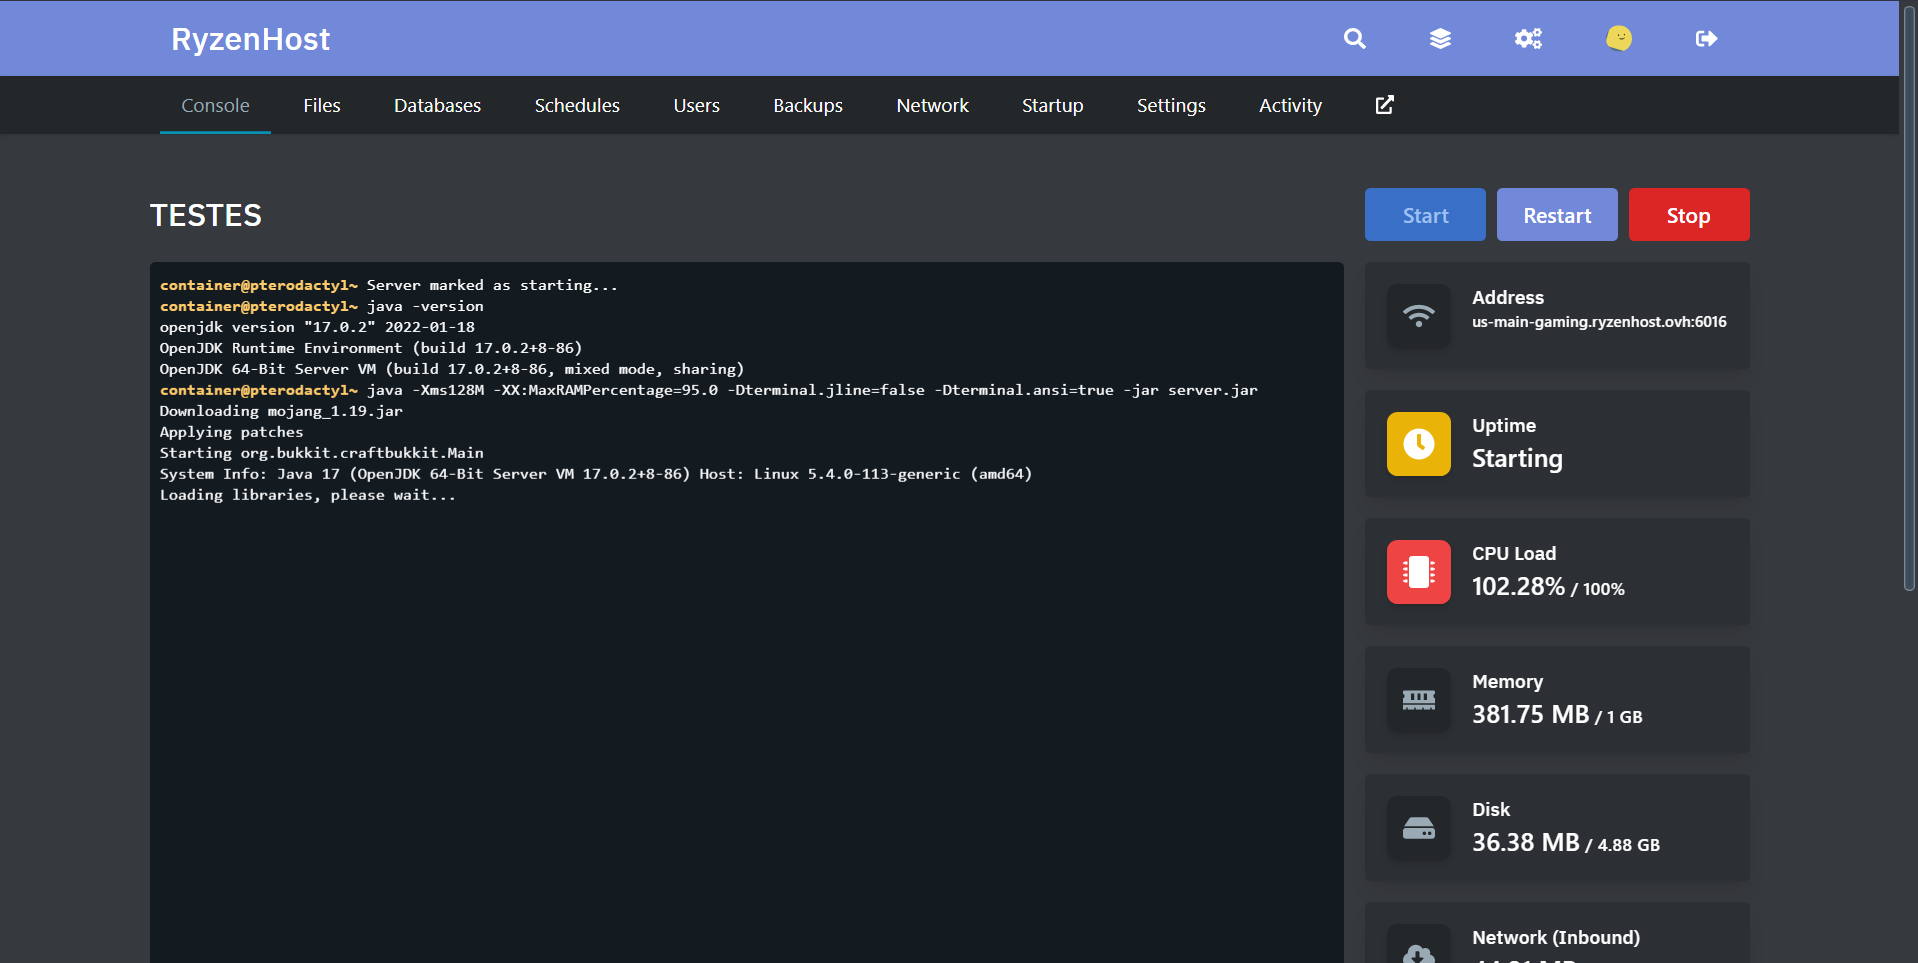 RyzenHost
Console Files Databases Schedules Users Backups Network Startup Settings Activity
TESTES
Start Restart Stop
container@pterodactyl~ Server marked as starting...
container@pterodactyl~ java -version
openjdk version "17.0.2" 2022-01-18
OpenJDK Runtime Environment (build 17.0.2+8-86)
OpenJDK 64-Bit Server VM (build 17.0.2+8-86, mixed mode, sharing)
container@pterodactyl~ java -Xms128M -XX:MaxRAMPercentage=95.0 -Dterminal.jline=false -Dterminal.ansi=true -jar server.jar
Downloading mojang_1.19.jar
Applying patches
Starting org.bukkit.craftbukkit.Main
System Info: Java 17 (OpenJDK 64-Bit Server VM 17.0.2+8-86) Host: Linux 5.4.0-113-generic (amd64)
Loading libraries, please wait...
Address
us-main-gaming.ryzenhost.ovh:6016
Uptime
Starting
CPU Load
102.28% / 100%
Memory
381.75 MB / 1 GB
Disk
36.38 MB / 4.88 GB
Network (Inbound)